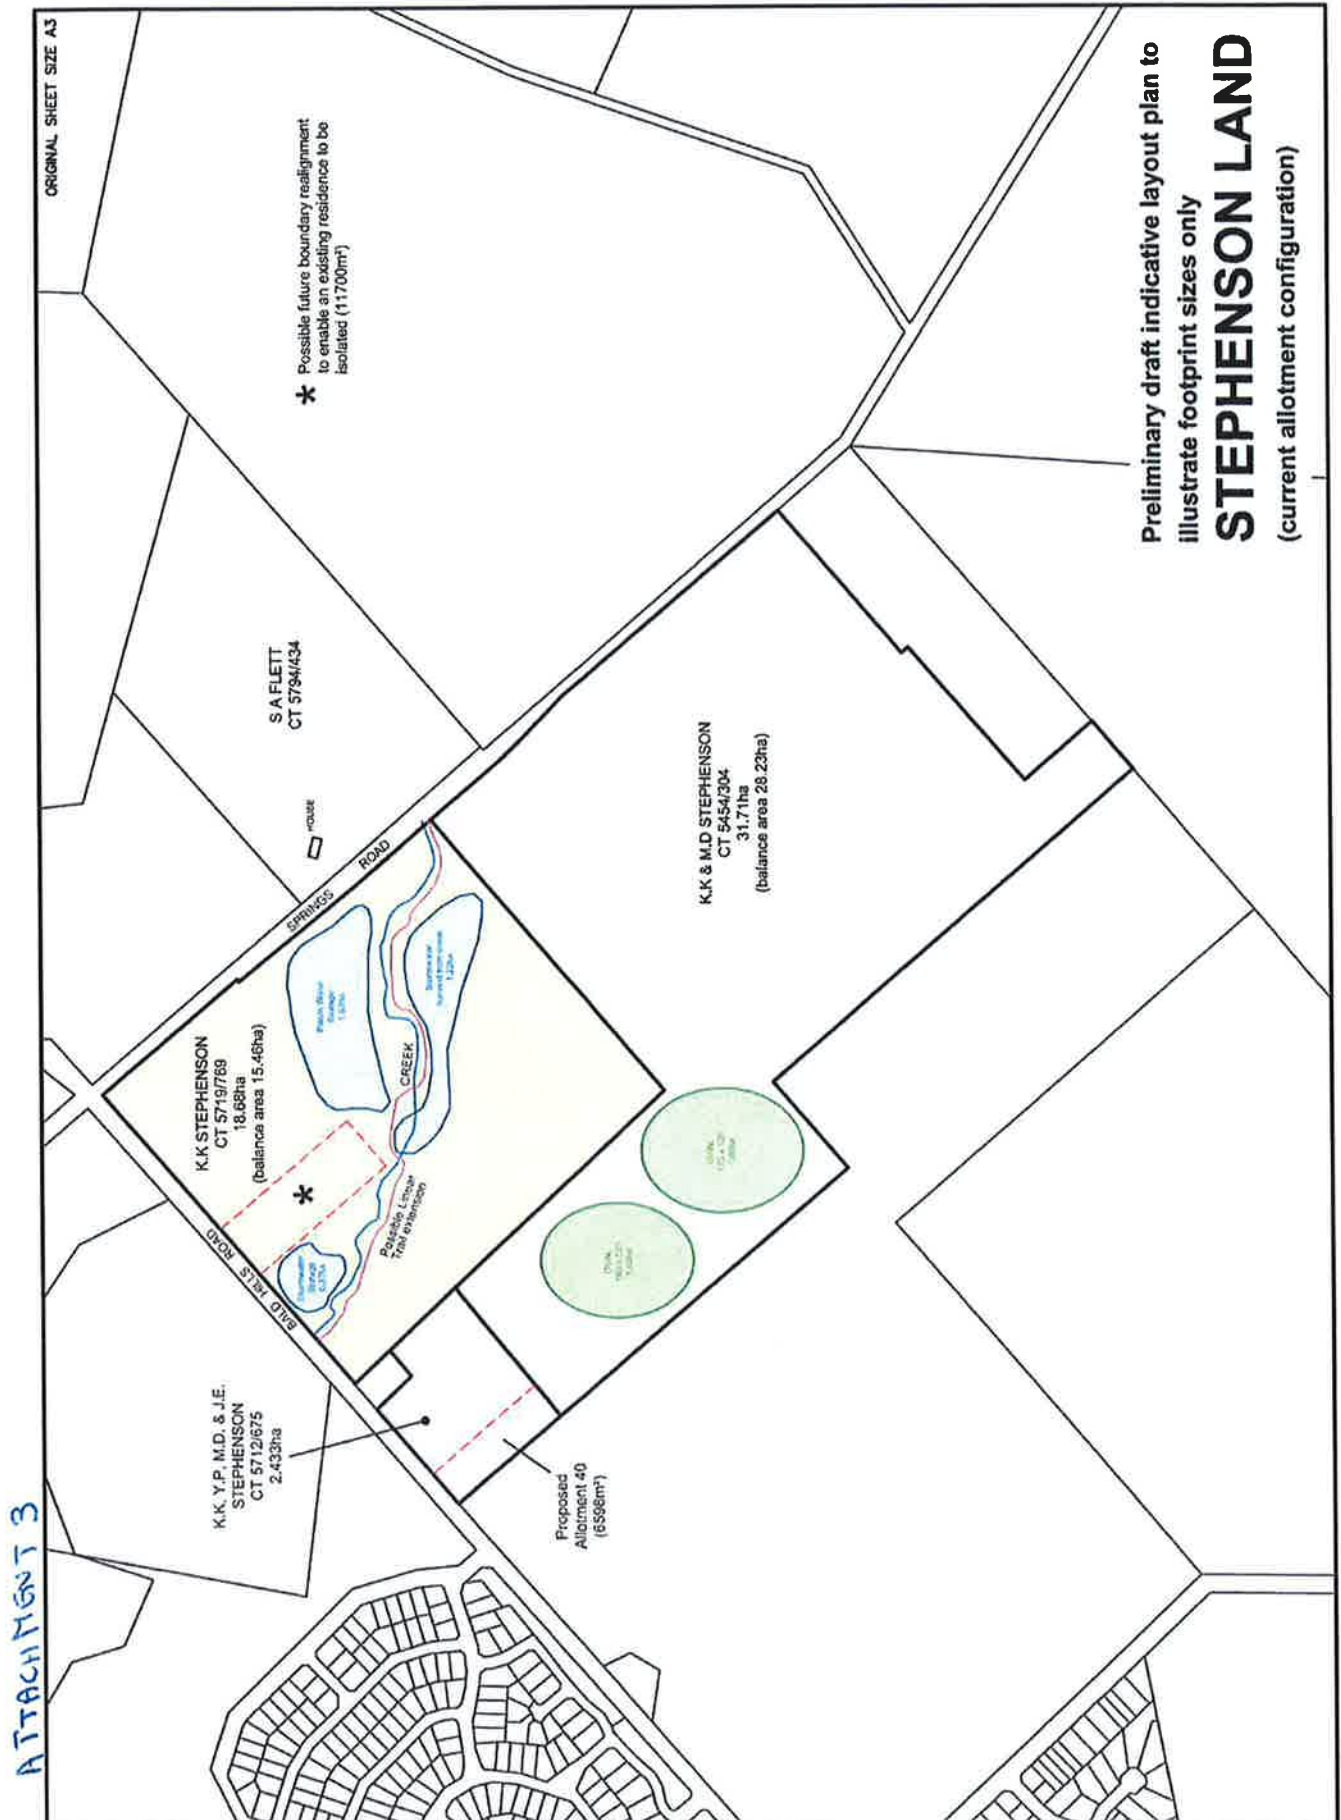 ATTACHMENT 3
ORIGINAL SHEET SIZE A3
* Possible future boundary realignment
to enable an existing residence to be
isolated (11700m²)
S A FLETT
CT 5794/434
HOUSE
SPRINGS ROAD
K.K STEPHENSON
CT 5719/769
18.68ha
(balance area 15.46ha)
*
BALD HILLS ROAD
CREEK
Possible Linear
Trail extension
Stormwater
Storage
K.K, Y.P, M.D. & J.E.
STEPHENSON
CT 5712/675
2.433ha
Proposed
Allotment 40
(6598m²)
K.K & M.D STEPHENSON
CT 5454/304
31.71ha
(balance area 28.23ha)
OVAL
OVAL
Preliminary draft indicative layout plan to
illustrate footprint sizes only
STEPHENSON LAND
(current allotment configuration)